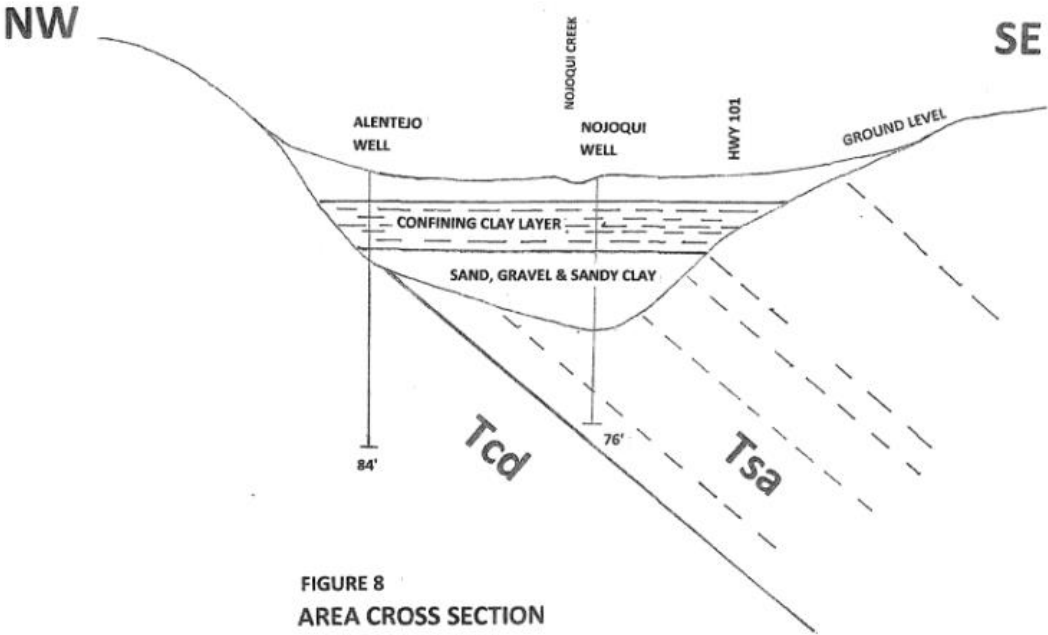 NW
SE
NOJOQUI CREEK
ALENTEJO
WELL
NOJOQUI
WELL
HWY 101
GROUND LEVEL
CONFINING CLAY LAYER
SAND, GRAVEL & SANDY CLAY
Tcd
Tsa
76'
84'
FIGURE 8
AREA CROSS SECTION